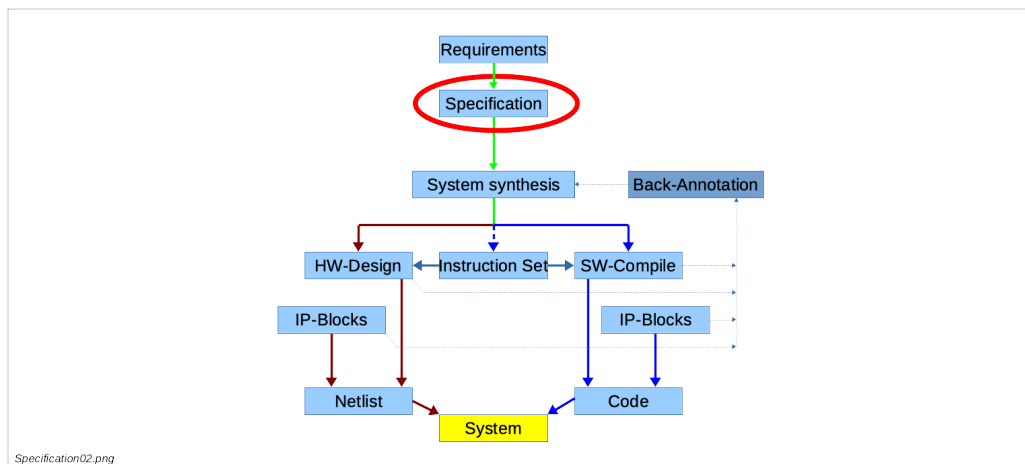 Requirements
Specification
System synthesis
Back-Annotation
HW-Design
Instruction Set
SW-Compile
IP-Blocks
IP-Blocks
Netlist
Code
System
Specification02.png